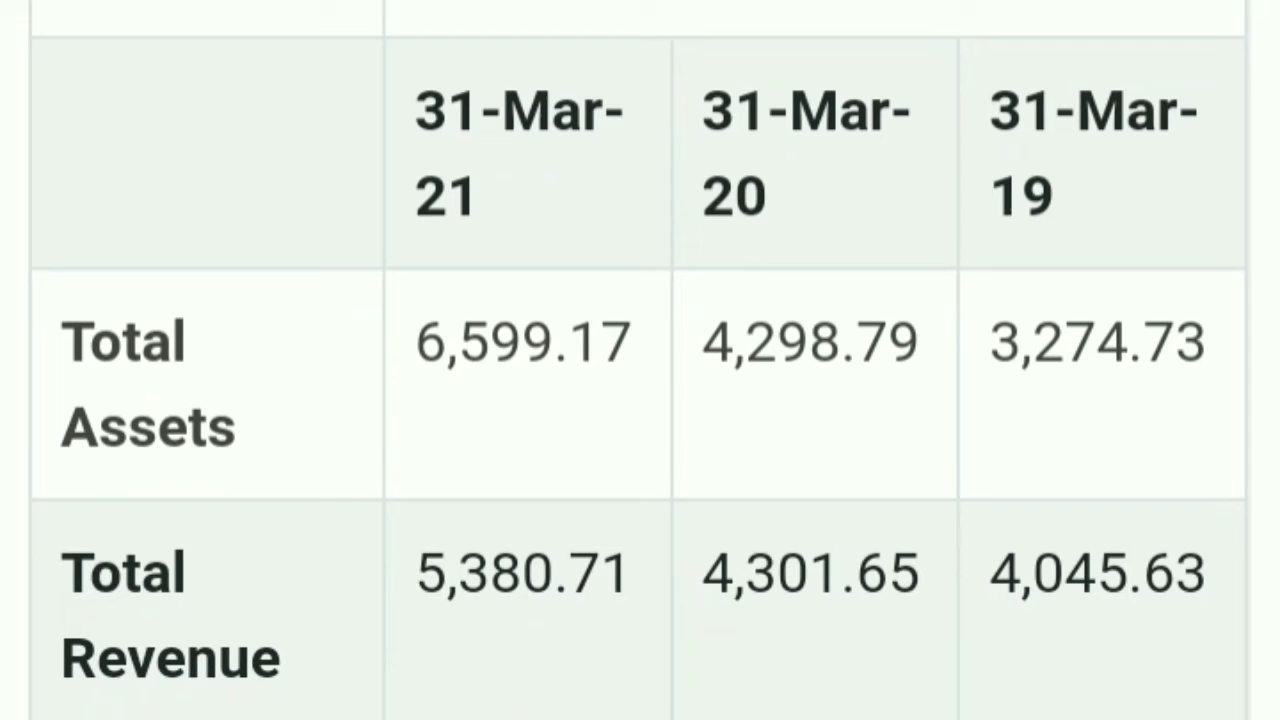 31-Mar- 31-Mar- 31-Mar-
21 20 19
Total 6,599.17 4,298.79 3,274.73
Assets
Total 5,380.71 4,301.65 4,045.63
Revenue